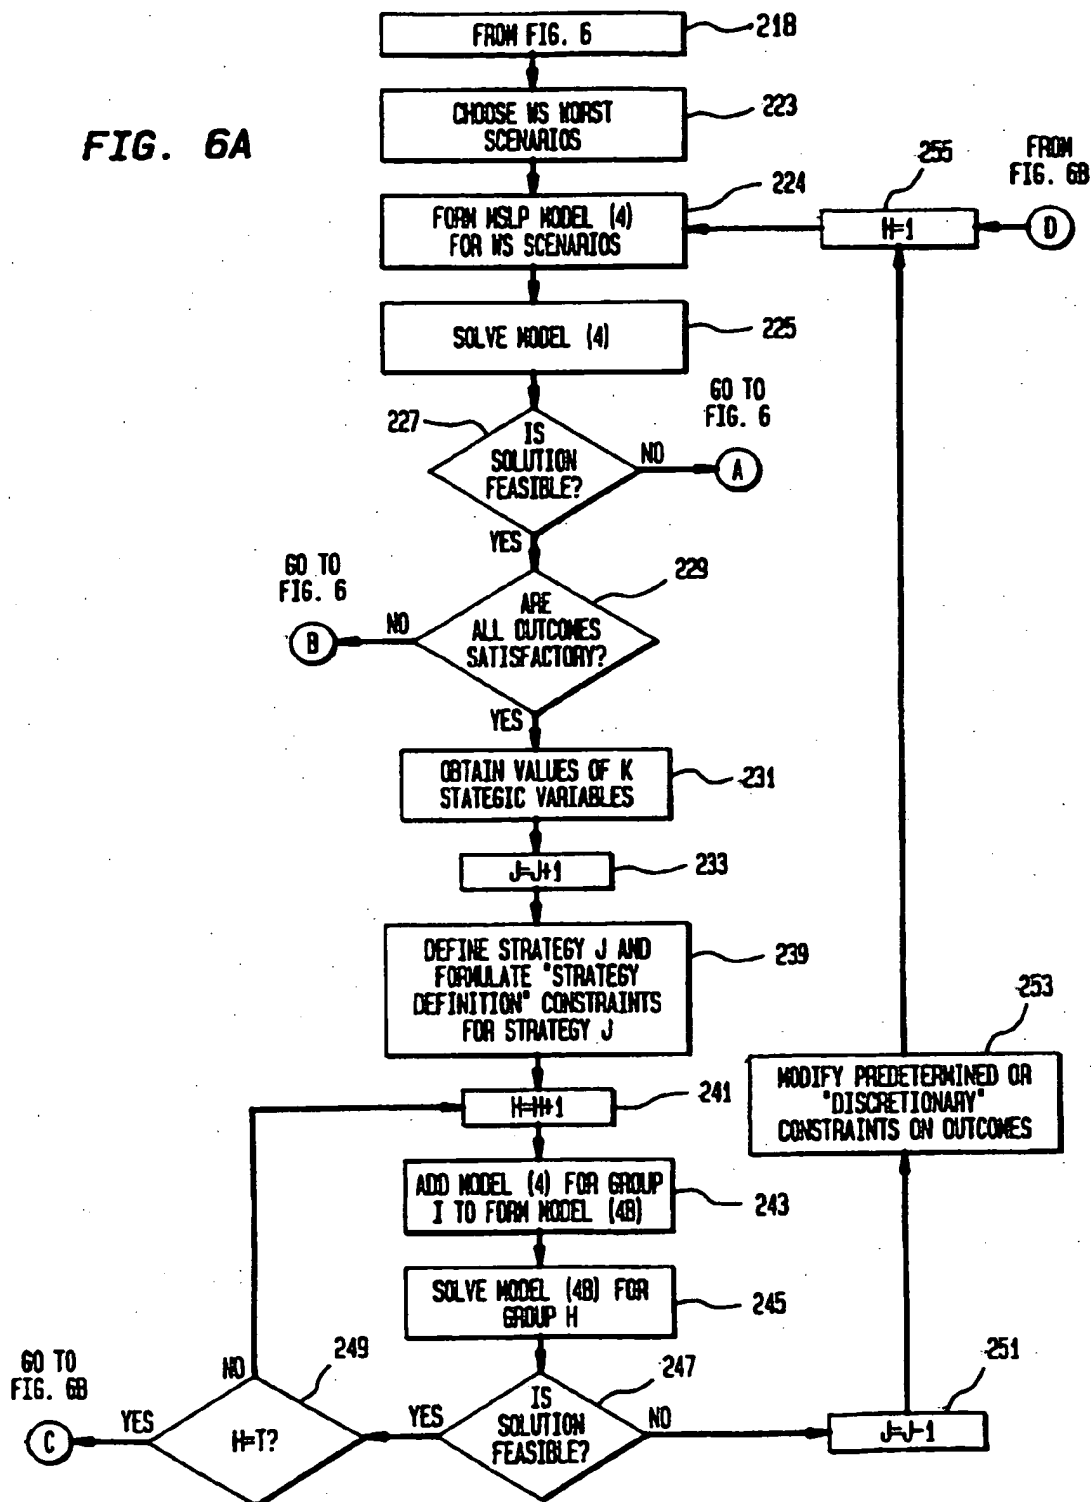 FIG. 6A
FROM FIG. 6
218
CHOOSE WS WORST
SCENARIOS
223
FORM MSLP MODEL (4)
FOR WS SCENARIOS
224
H=1
255
FROM
FIG. 6B
D
SOLVE MODEL (4)
225
227
IS
SOLUTION
FEASIBLE?
NO
GO TO
FIG. 6
A
YES
229
ARE
ALL OUTCOMES
SATISFACTORY?
NO
GO TO
FIG. 6
B
YES
OBTAIN VALUES OF K
STATEGIC VARIABLES
231
J=J+1
233
DEFINE STRATEGY J AND
FORMULATE "STRATEGY
DEFINITION" CONSTRAINTS
FOR STRATEGY J
239
H=H+1
241
ADD MODEL (4) FOR GROUP
I TO FORM MODEL (4B)
243
SOLVE MODEL (4B) FOR
GROUP H
245
247
IS
SOLUTION
FEASIBLE?
YES
NO
249
H=T?
NO
YES
GO TO
FIG. 6B
C
251
J=J-1
253
MODIFY PREDETERMINED OR
"DISCRETIONARY"
CONSTRAINTS ON OUTCOMES